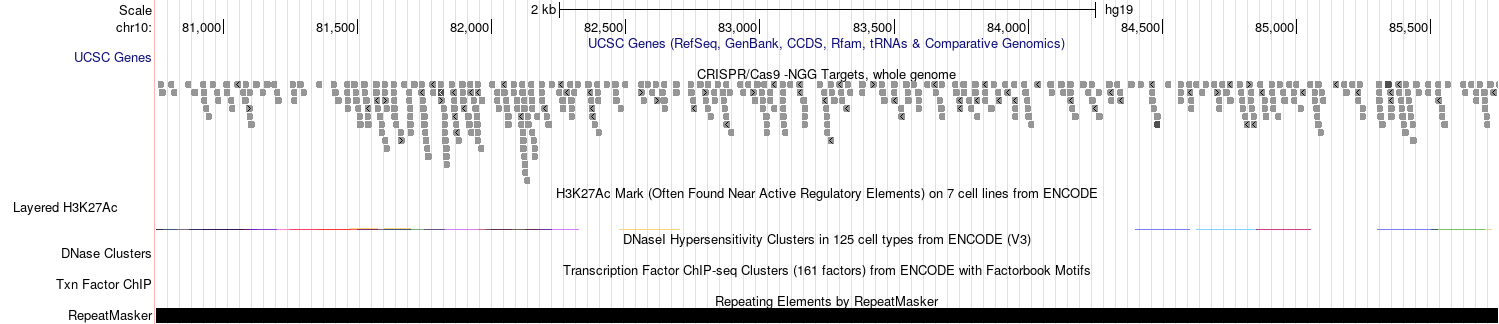 Scale 2 kb hg19
chr10: 81,000 81,500 82,000 82,500 83,000 83,500 84,000 84,500 85,000 85,500
UCSC Genes (RefSeq, GenBank, CCDS, Rfam, tRNAs & Comparative Genomics)
UCSC Genes
CRISPR/Cas9 -NGG Targets, whole genome
H3K27Ac Mark (Often Found Near Active Regulatory Elements) on 7 cell lines from ENCODE
Layered H3K27Ac
DNaseI Hypersensitivity Clusters in 125 cell types from ENCODE (V3)
DNase Clusters
Transcription Factor ChIP-seq Clusters (161 factors) from ENCODE with Factorbook Motifs
Txn Factor ChIP
Repeating Elements by RepeatMasker
RepeatMasker